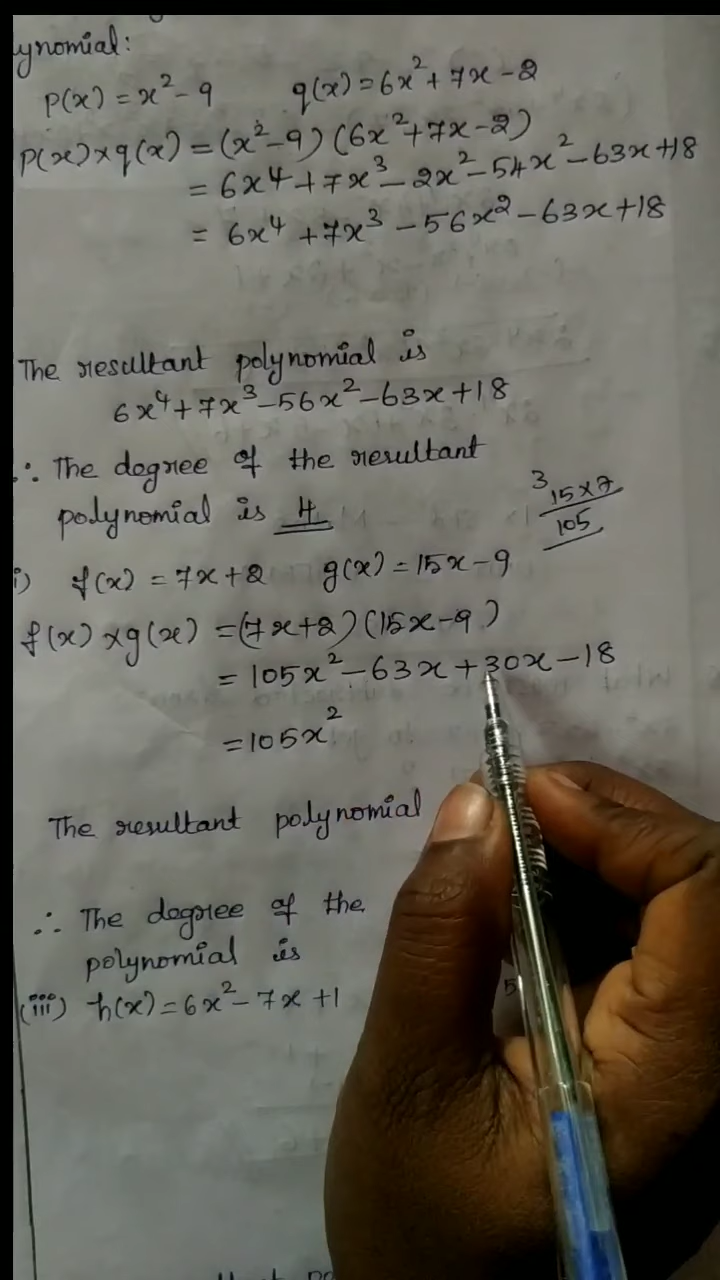 ynomial:
p(x) = x² - 9 q(x) = 6x² + 7x - 2
p(x) × q(x) = (x² - 9) (6x² + 7x - 2)
= 6x⁴ + 7x³ - 2x² - 54x² - 63x + 18
= 6x⁴ + 7x³ - 56x² - 63x + 18
The resultant polynomial is
6x⁴ + 7x³ - 56x² - 63x + 18
∴ The degree of the resultant
polynomial is 4
3 15 × 7
105
i) f(x) = 7x + 2 g(x) = 15x - 9
f(x) × g(x) = (7x + 2) (15x - 9)
= 105x² - 63x + 30x - 18
= 105x²
The resultant polynomial
∴ The degree of the
polynomial is
(iii) h(x) = 6x² - 7x + 1
5